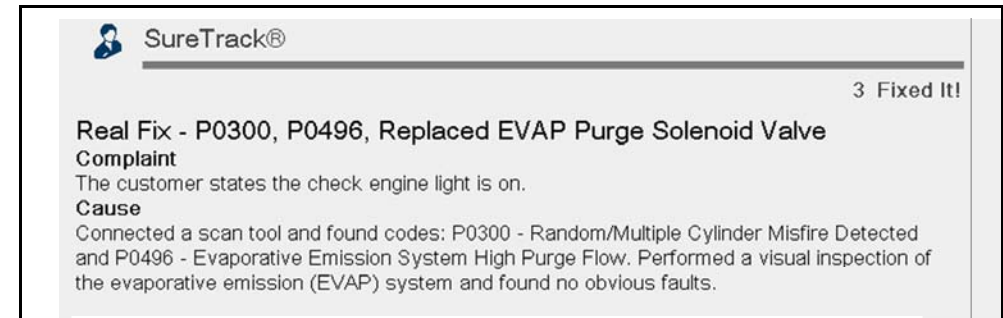 SureTrack®
3 Fixed It!
Real Fix - P0300, P0496, Replaced EVAP Purge Solenoid Valve
Complaint
The customer states the check engine light is on.
Cause
Connected a scan tool and found codes: P0300 - Random/Multiple Cylinder Misfire Detected
and P0496 - Evaporative Emission System High Purge Flow. Performed a visual inspection of
the evaporative emission (EVAP) system and found no obvious faults.